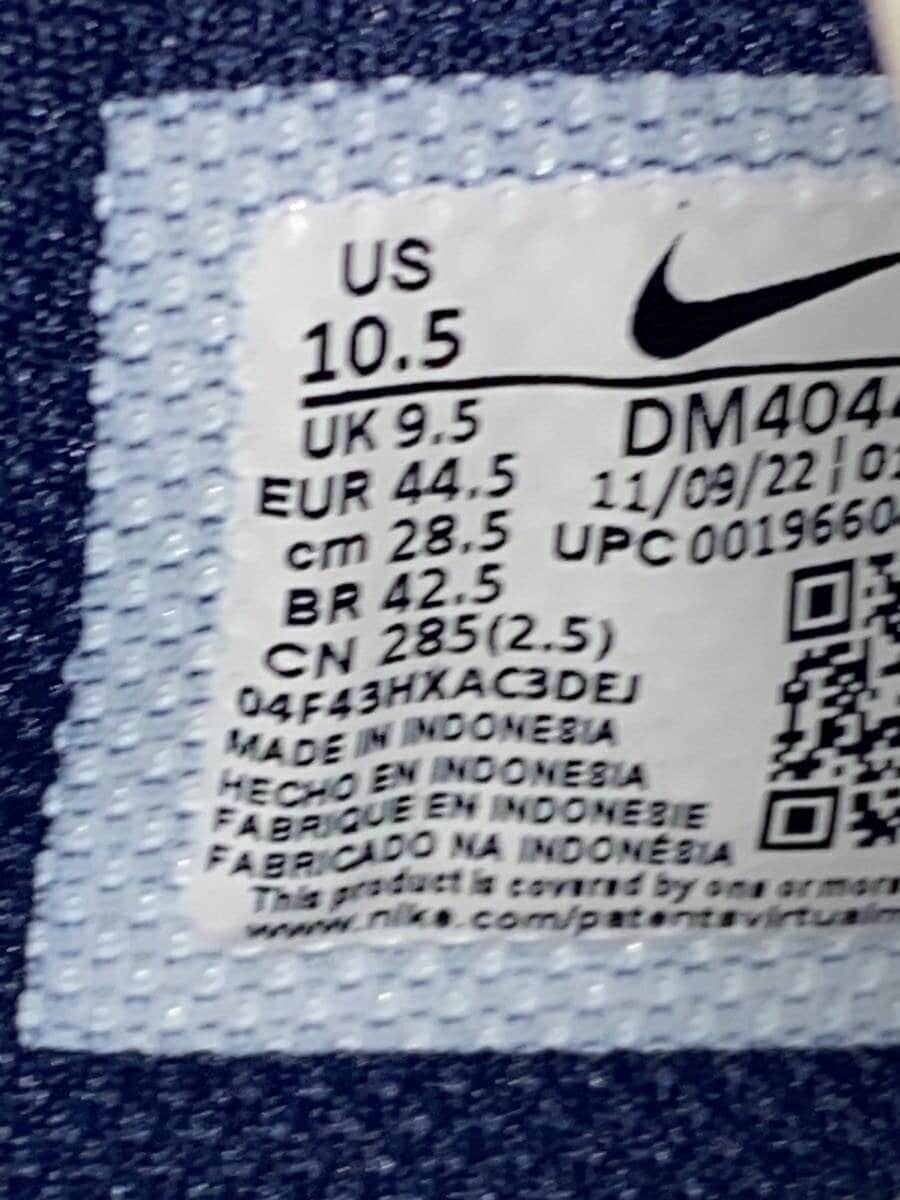 US
10.5
UK 9.5
EUR 44.5
cm 28.5
BR 42.5
CN 285(2.5)
04F43HXAC3DEJ
MADE IN INDONESIA
HECHO EN INDONESIA
FABRIQUE EN INDONESIE
FABRICADO NA INDONÉSIA
This product is covered by one or more
www.nike.com/patentsvirtualm
DM404
11/09/22
UPC 00196604